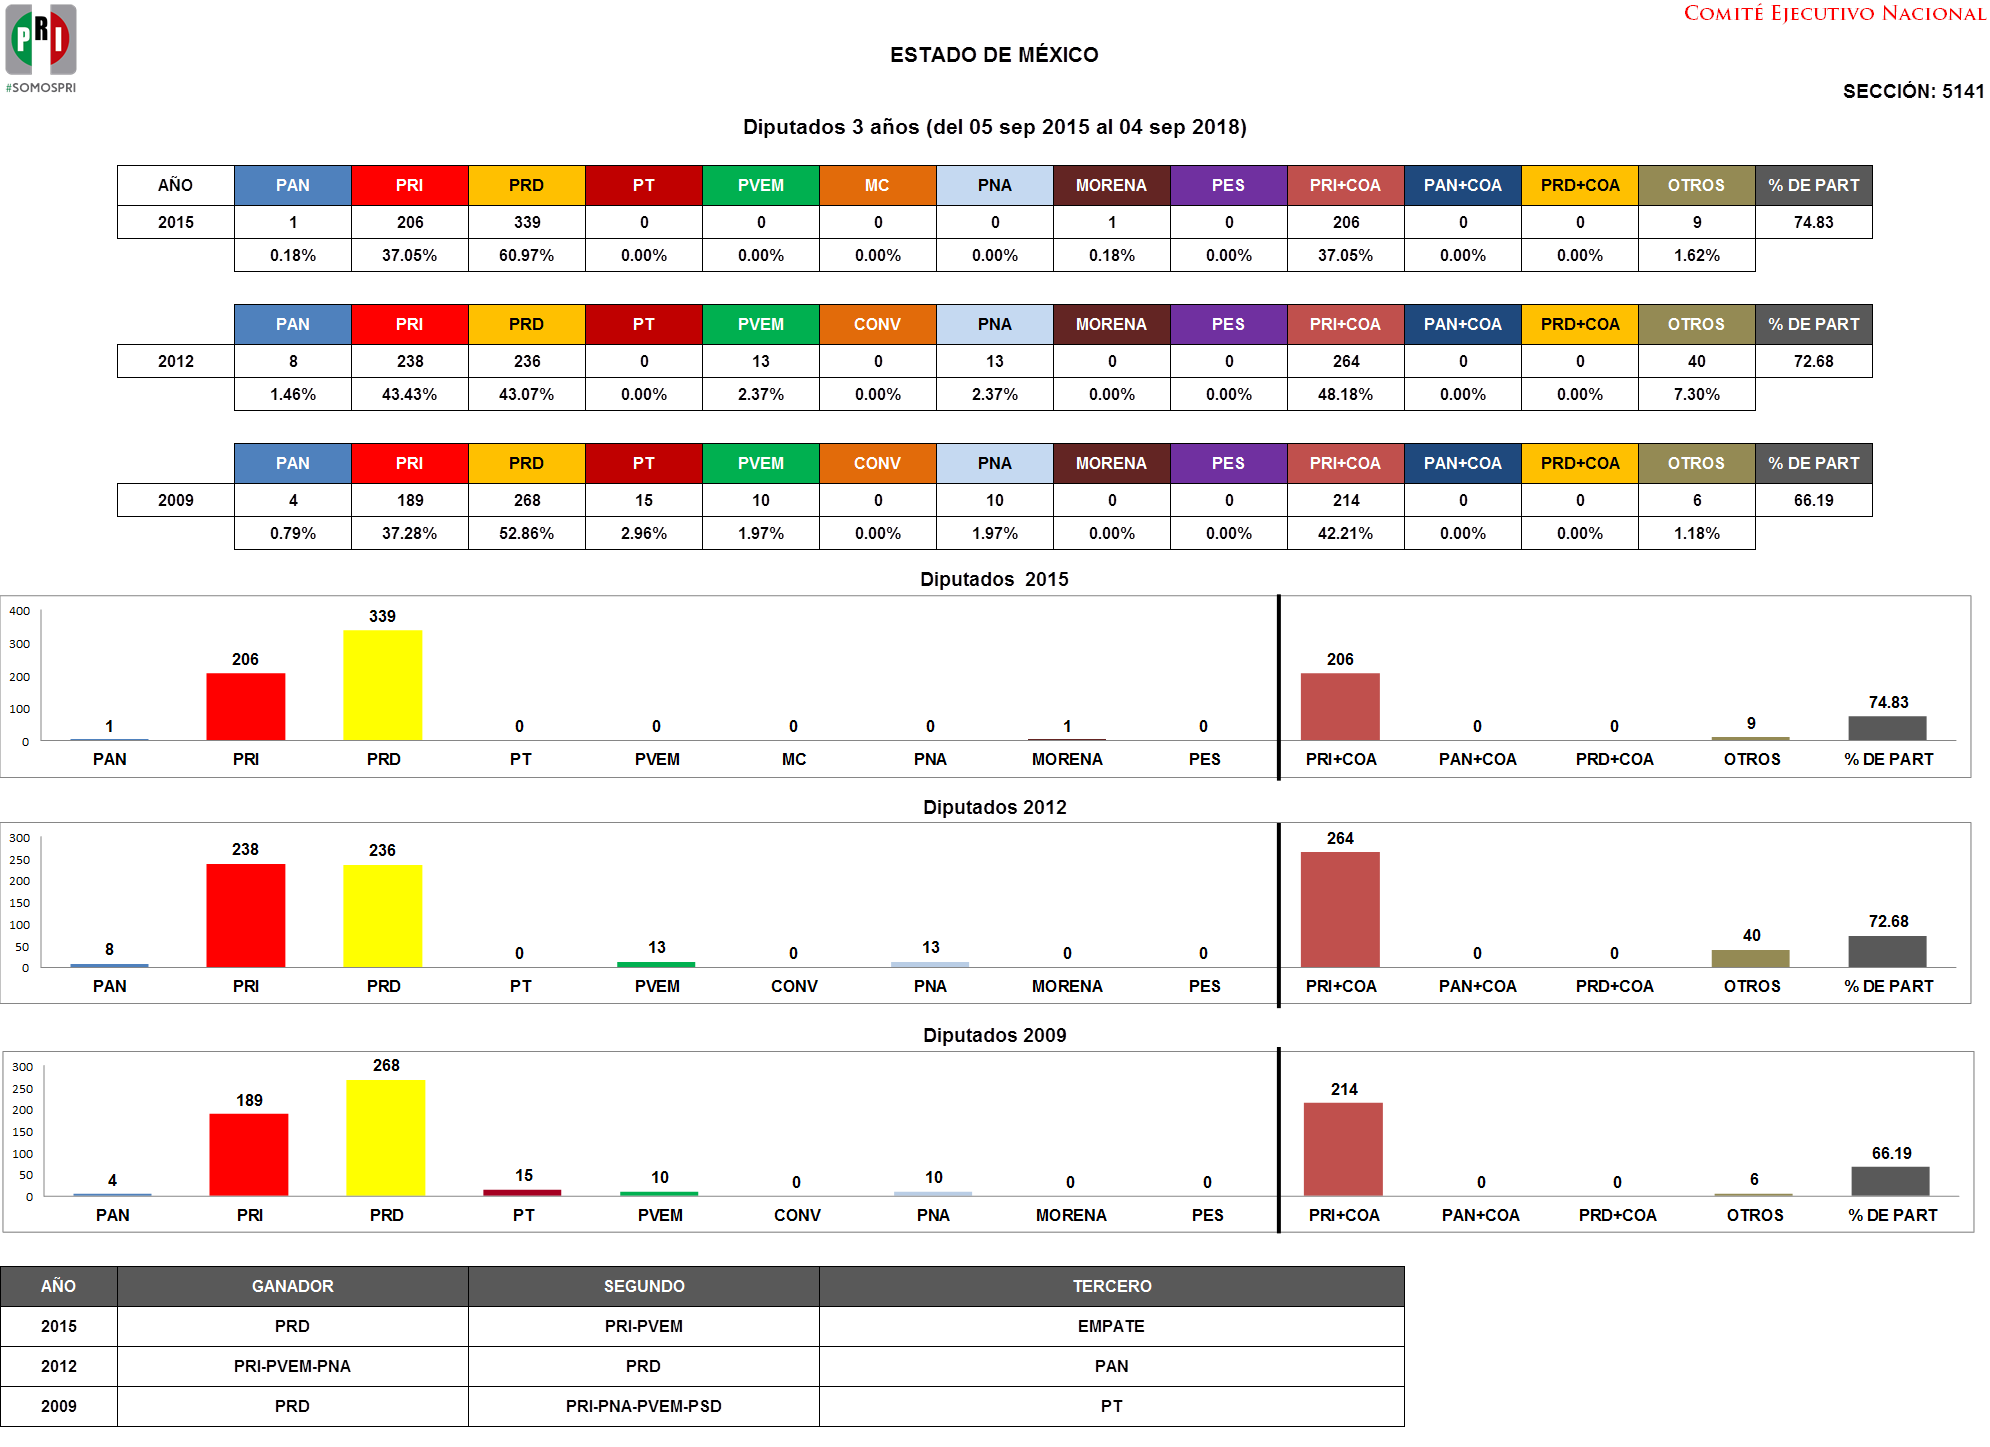 PRI
#SOMOSPRI
COMITÉ EJECUTIVO NACIONAL
ESTADO DE MÉXICO
SECCIÓN: 5141
Diputados 3 años (del 05 sep 2015 al 04 sep 2018)
AÑO PAN PRI PRD PT PVEM MC PNA MORENA PES PRI+COA PAN+COA PRD+COA OTROS % DE PART
2015 1 206 339 0 0 0 0 1 0 206 0 0 9 74.83
0.18% 37.05% 60.97% 0.00% 0.00% 0.00% 0.00% 0.18% 0.00% 37.05% 0.00% 0.00% 1.62%
PAN PRI PRD PT PVEM CONV PNA MORENA PES PRI+COA PAN+COA PRD+COA OTROS % DE PART
2012 8 238 236 0 13 0 13 0 0 264 0 0 40 72.68
1.46% 43.43% 43.07% 0.00% 2.37% 0.00% 2.37% 0.00% 0.00% 48.18% 0.00% 0.00% 7.30%
PAN PRI PRD PT PVEM CONV PNA MORENA PES PRI+COA PAN+COA PRD+COA OTROS % DE PART
2009 4 189 268 15 10 0 10 0 0 214 0 0 6 66.19
0.79% 37.28% 52.86% 2.96% 1.97% 0.00% 1.97% 0.00% 0.00% 42.21% 0.00% 0.00% 1.18%
Diputados 2015
400
300
200
100
0
1 206 339 0 0 0 0 1 0 206 0 0 9 74.83
PAN PRI PRD PT PVEM MC PNA MORENA PES PRI+COA PAN+COA PRD+COA OTROS % DE PART
Diputados 2012
300
250
200
150
100
50
0
8 238 236 0 13 0 13 0 0 264 0 0 40 72.68
PAN PRI PRD PT PVEM CONV PNA MORENA PES PRI+COA PAN+COA PRD+COA OTROS % DE PART
Diputados 2009
300
250
200
150
100
50
0
4 189 268 15 10 0 10 0 0 214 0 0 6 66.19
PAN PRI PRD PT PVEM CONV PNA MORENA PES PRI+COA PAN+COA PRD+COA OTROS % DE PART
AÑO GANADOR SEGUNDO TERCERO
2015 PRD PRI-PVEM EMPATE
2012 PRI-PVEM-PNA PRD PAN
2009 PRD PRI-PNA-PVEM-PSD PT